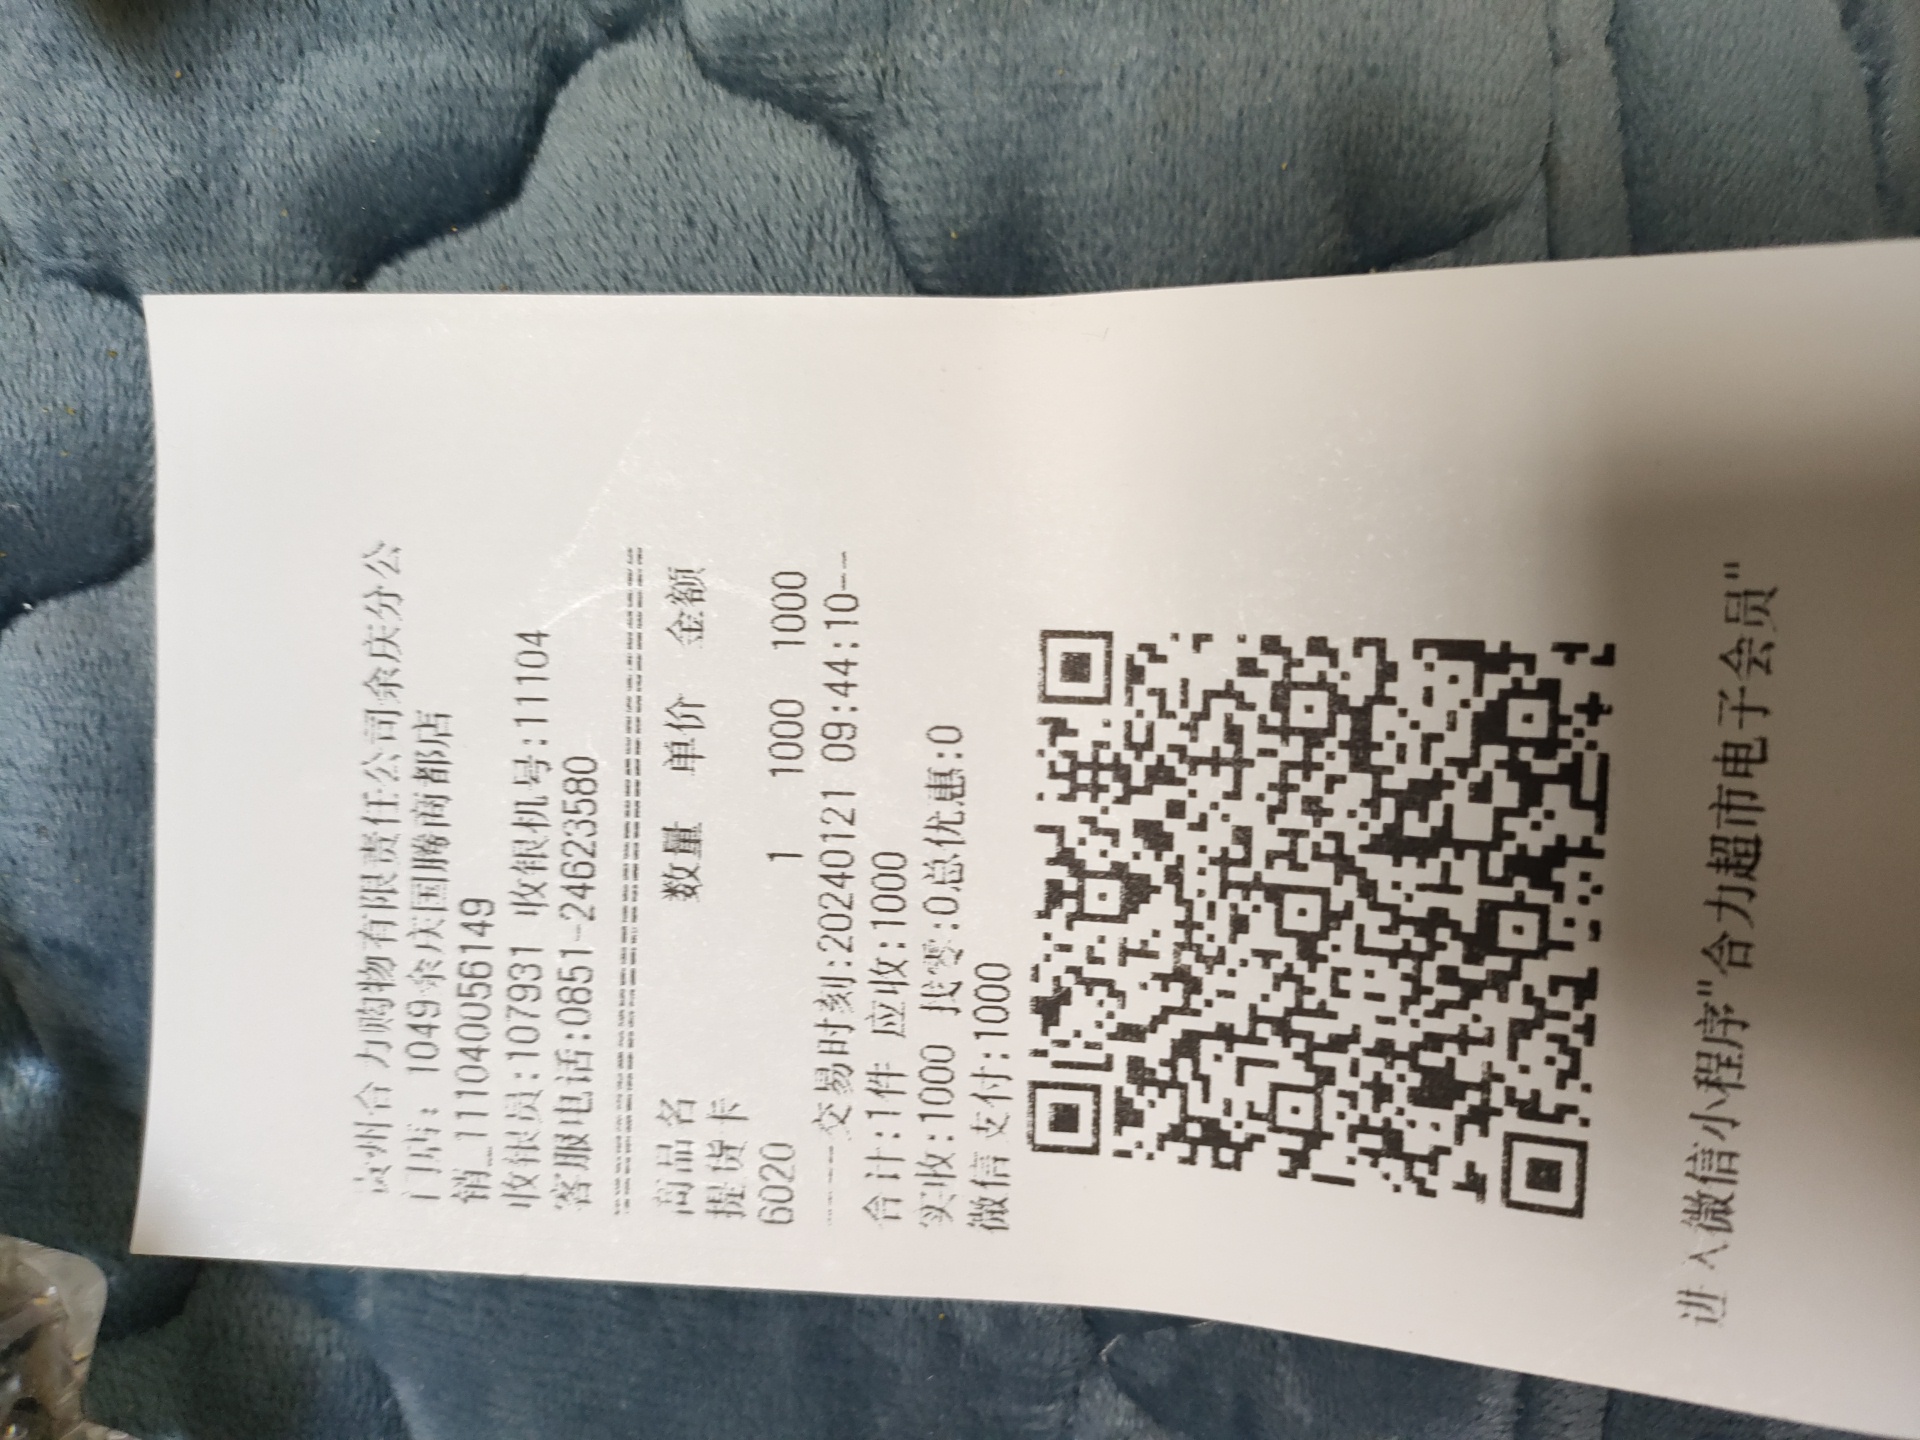 贵州合力购物有限责任公司余庆分公
门店: 1049余庆国腾商都店
销_111040056149
收银员:107931 收银机号:11104
客服电话:0851-24623580
商品名 数量 单价 金额
提货卡
6020 1 1000 1000
----交易时刻:20240121 09:44:10--
合计:1件 应收:1000
实收:1000 找零:0总优惠:0
微信支付:1000
进入微信小程序"合力超市电子会员"